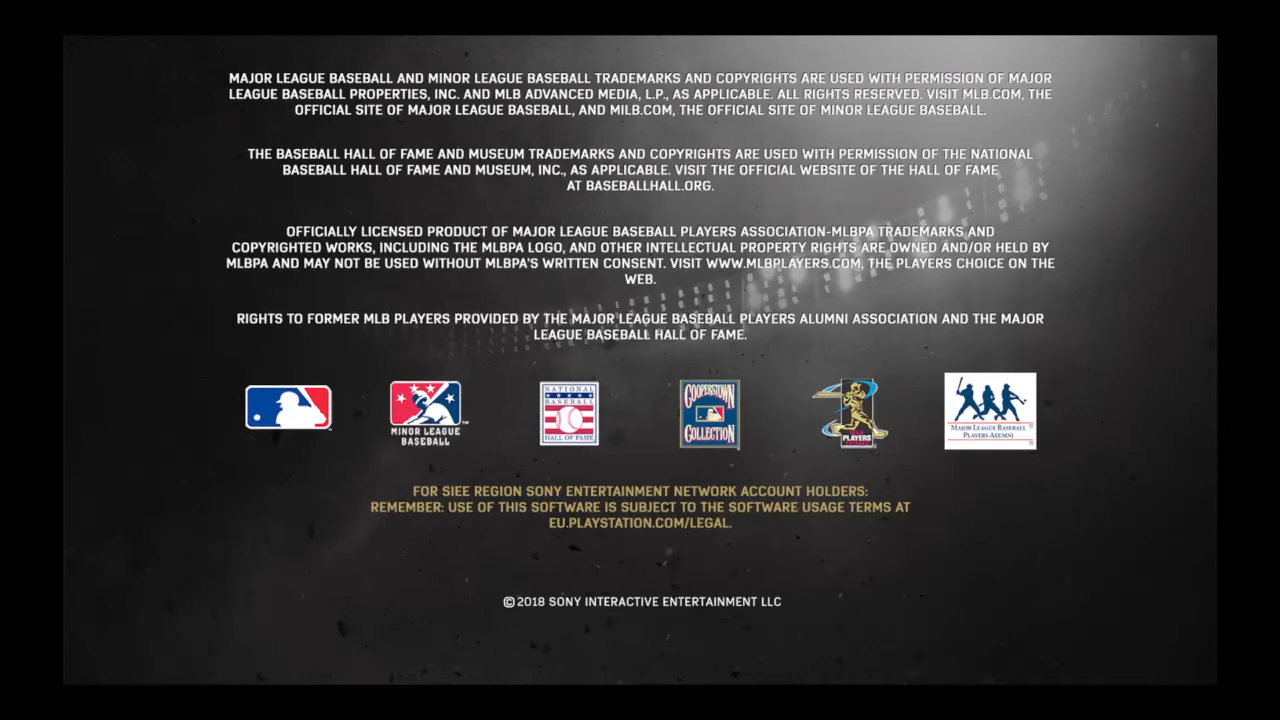 MAJOR LEAGUE BASEBALL AND MINOR LEAGUE BASEBALL TRADEMARKS AND COPYRIGHTS ARE USED WITH PERMISSION OF MAJOR
LEAGUE BASEBALL PROPERTIES, INC. AND MLB ADVANCED MEDIA, L.P., AS APPLICABLE. ALL RIGHTS RESERVED. VISIT MLB.COM, THE
OFFICIAL SITE OF MAJOR LEAGUE BASEBALL, AND MILB.COM, THE OFFICIAL SITE OF MINOR LEAGUE BASEBALL.
THE BASEBALL HALL OF FAME AND MUSEUM TRADEMARKS AND COPYRIGHTS ARE USED WITH PERMISSION OF THE NATIONAL
BASEBALL HALL OF FAME AND MUSEUM, INC., AS APPLICABLE. VISIT THE OFFICIAL WEBSITE OF THE HALL OF FAME
AT BASEBALLHALL.ORG.
OFFICIALLY LICENSED PRODUCT OF MAJOR LEAGUE BASEBALL PLAYERS ASSOCIATION-MLBPA TRADEMARKS AND
COPYRIGHTED WORKS, INCLUDING THE MLBPA LOGO, AND OTHER INTELLECTUAL PROPERTY RIGHTS ARE OWNED AND/OR HELD BY
MLBPA AND MAY NOT BE USED WITHOUT MLBPA'S WRITTEN CONSENT. VISIT WWW.MLBPLAYERS.COM, THE PLAYERS CHOICE ON THE
WEB.
RIGHTS TO FORMER MLB PLAYERS PROVIDED BY THE MAJOR LEAGUE BASEBALL PLAYERS ALUMNI ASSOCIATION AND THE MAJOR
LEAGUE BASEBALL HALL OF FAME.
MINOR LEAGUE
BASEBALL
NATIONAL
BASEBALL
HALL OF FAME
COOPERSTOWN
COLLECTION
PLAYERS
MAJOR LEAGUE BASEBALL
PLAYERS ALUMNI
FOR SIEE REGION SONY ENTERTAINMENT NETWORK ACCOUNT HOLDERS:
REMEMBER: USE OF THIS SOFTWARE IS SUBJECT TO THE SOFTWARE USAGE TERMS AT
EU.PLAYSTATION.COM/LEGAL.
©2018 SONY INTERACTIVE ENTERTAINMENT LLC